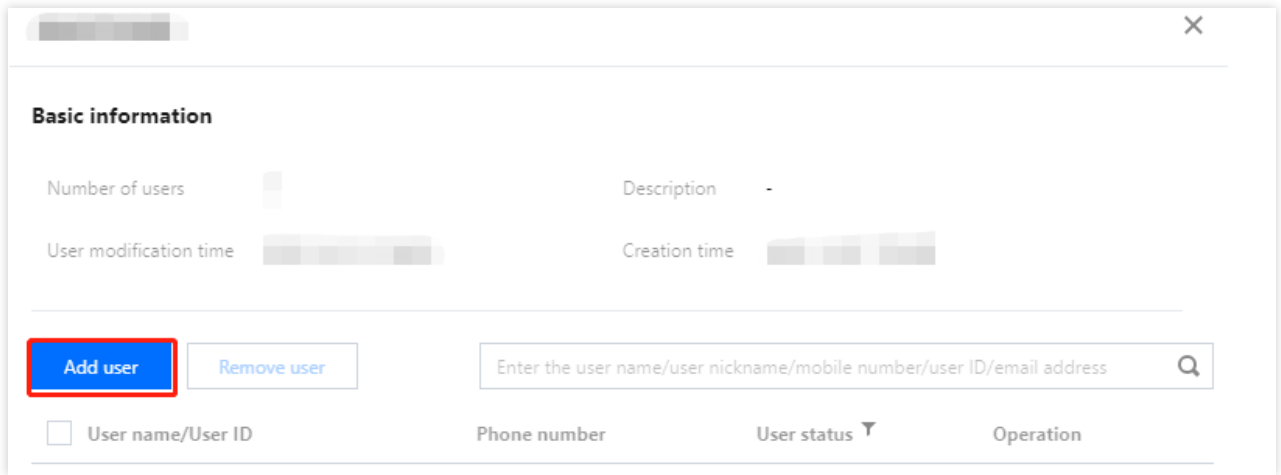 Basic information
Number of users Description -
User modification time Creation time
Add user Remove user Enter the user name/user nickname/mobile number/user ID/email address
User name/User ID Phone number User status Operation